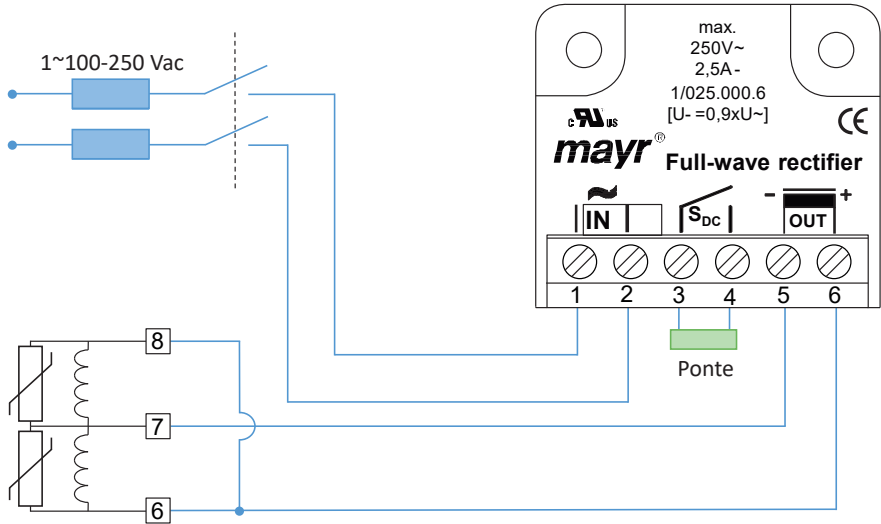 1~100-250 Vac
max.
250V~
2,5A-
1/025.000.6
[U- =0,9xU~]
c RU us
CE
mayr®
Full-wave rectifier
~
IN
SDC
- +
OUT
1 2 3 4 5 6
Ponte
8
7
6